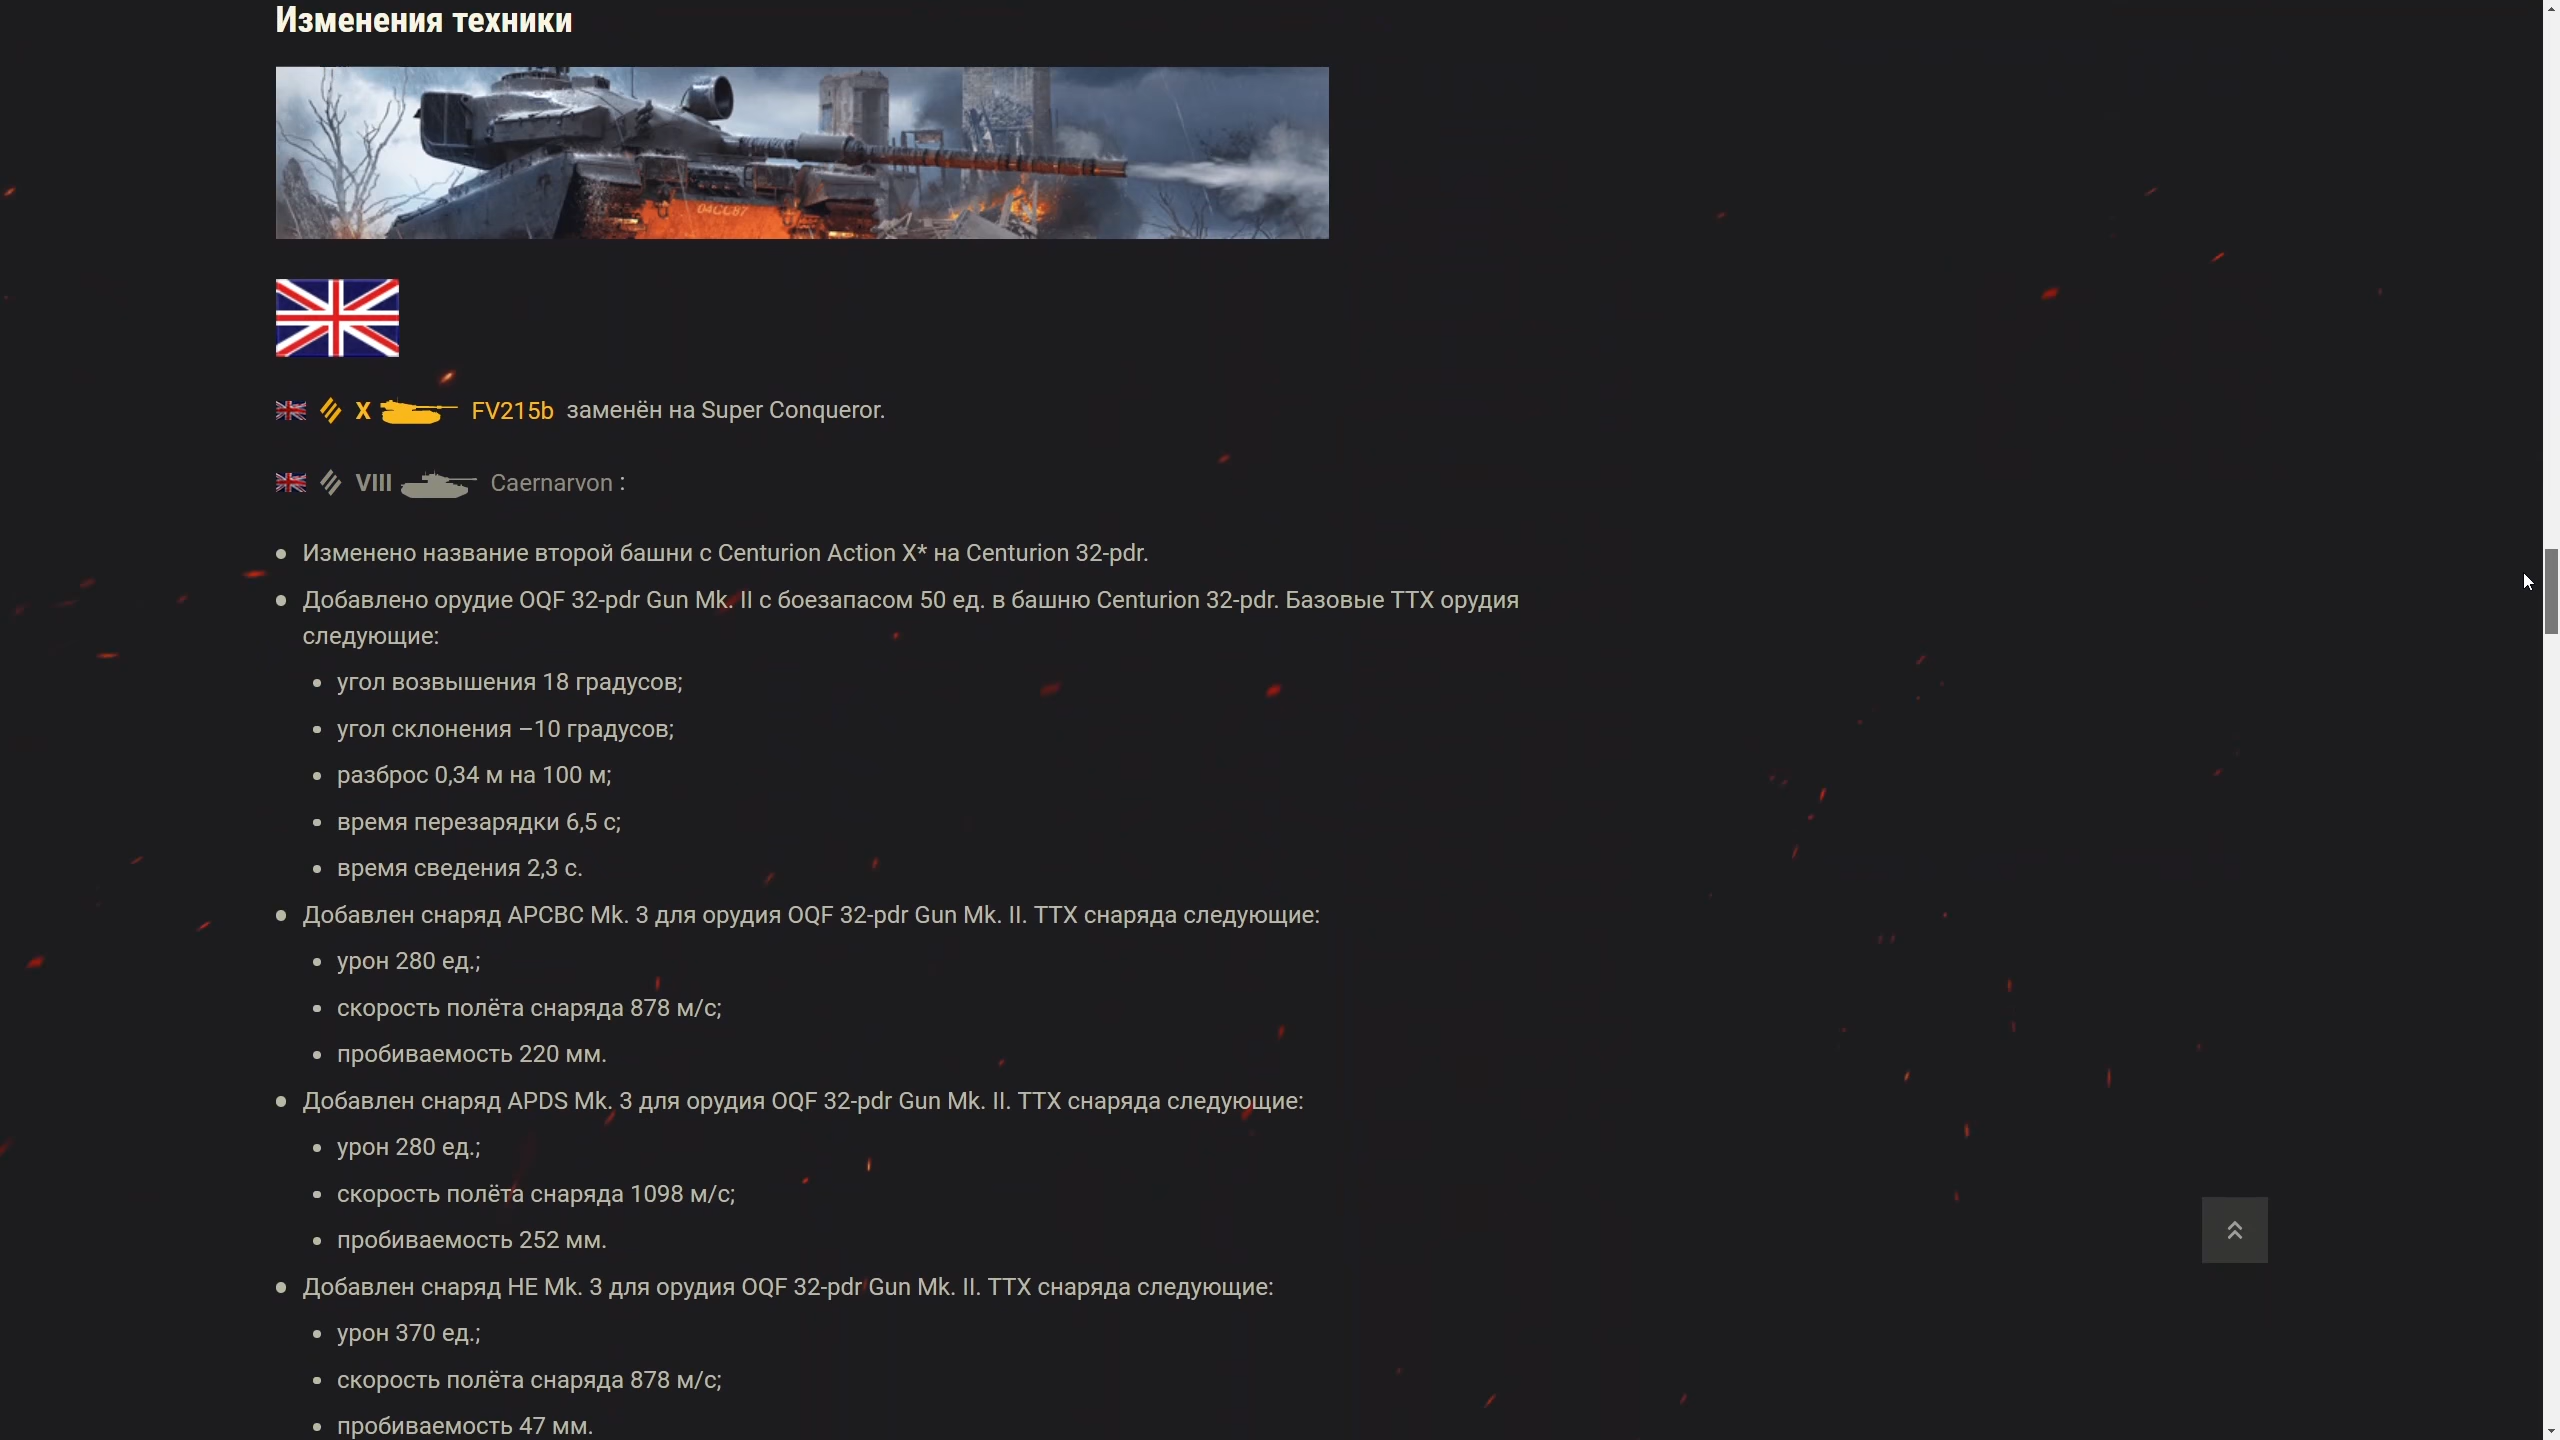 Изменения техники
04CC87
X FV215b заменён на Super Conqueror.
VIII Caernarvon :
Изменено название второй башни с Centurion Action X* на Centurion 32-pdr.
Добавлено орудие OQF 32-pdr Gun Mk. II с боезапасом 50 ед. в башню Centurion 32-pdr. Базовые ТТХ орудия
следующие:
угол возвышения 18 градусов;
угол склонения –10 градусов;
разброс 0,34 м на 100 м;
время перезарядки 6,5 с;
время сведения 2,3 с.
Добавлен снаряд APCBC Mk. 3 для орудия OQF 32-pdr Gun Mk. II. ТТХ снаряда следующие:
урон 280 ед.;
скорость полёта снаряда 878 м/с;
пробиваемость 220 мм.
Добавлен снаряд APDS Mk. 3 для орудия OQF 32-pdr Gun Mk. II. ТТХ снаряда следующие:
урон 280 ед.;
скорость полёта снаряда 1098 м/с;
пробиваемость 252 мм.
Добавлен снаряд HE Mk. 3 для орудия OQF 32-pdr Gun Mk. II. ТТХ снаряда следующие:
урон 370 ед.;
скорость полёта снаряда 878 м/с;
пробиваемость 47 мм.